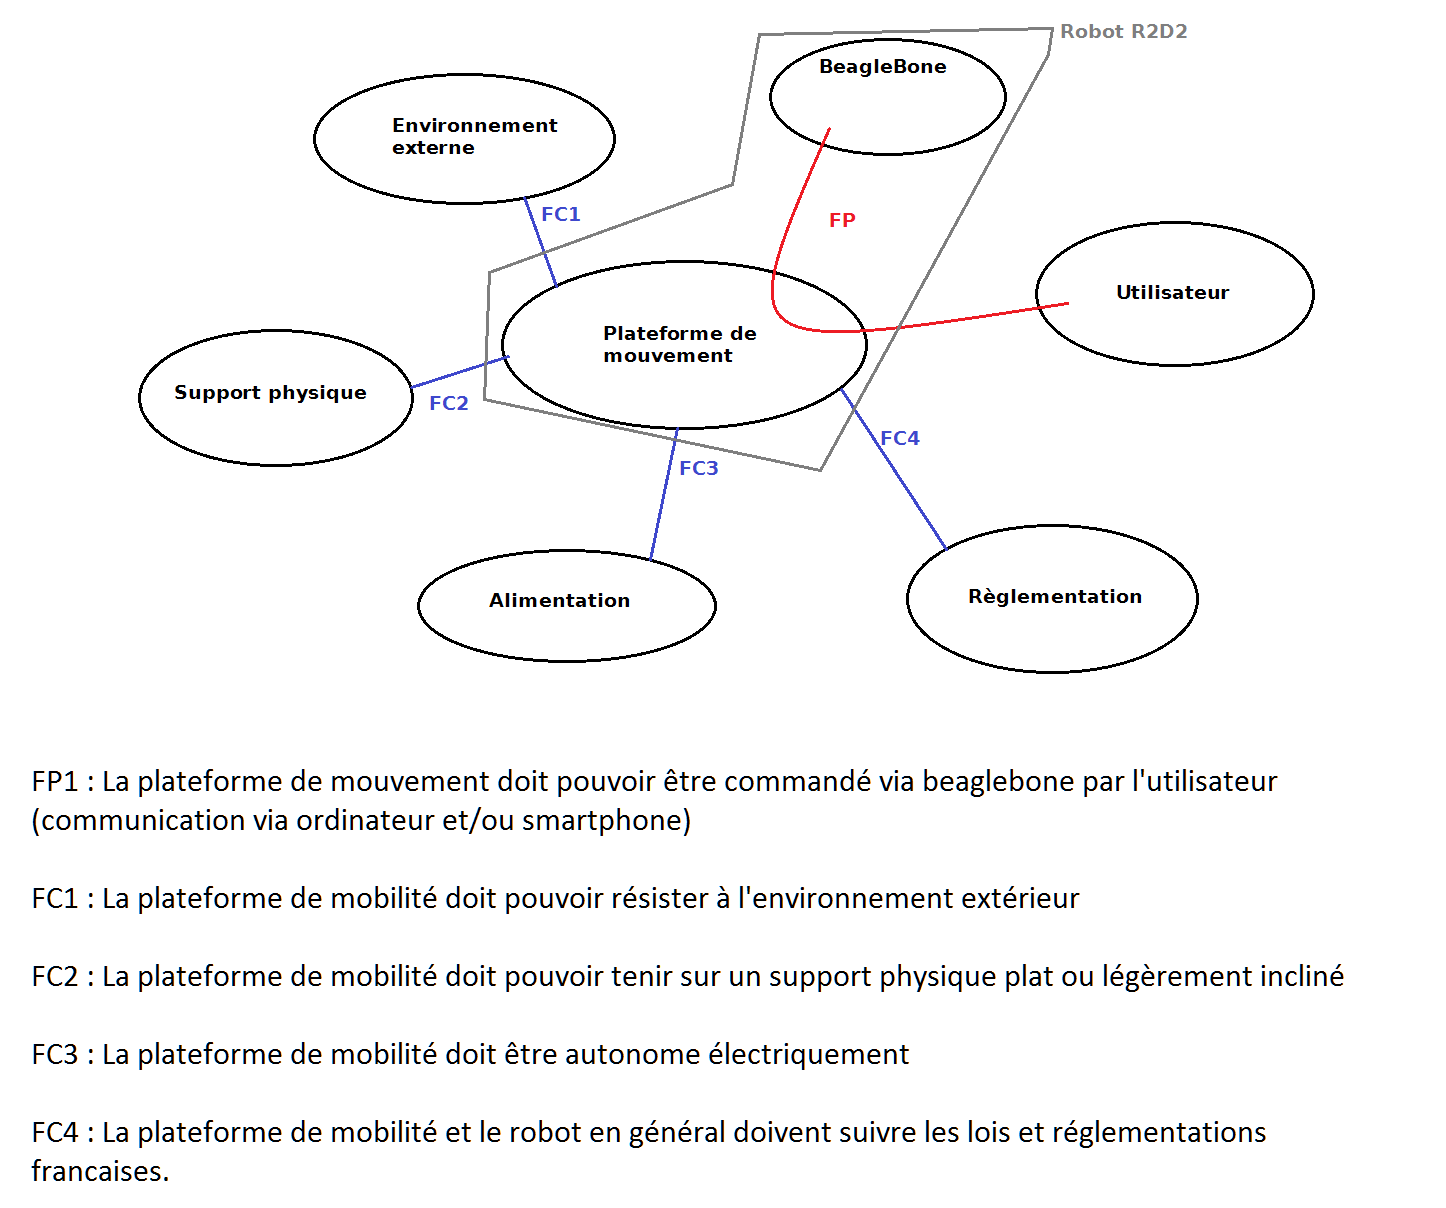 Robot R2D2
BeagleBone
Environnement
externe
FC1
FP
Utilisateur
Plateforme de
mouvement
Support physique
FC2
FC4
FC3
Alimentation
Règlementation
FP1 : La plateforme de mouvement doit pouvoir être commandé via beaglebone par l'utilisateur
(communication via ordinateur et/ou smartphone)
FC1 : La plateforme de mobilité doit pouvoir résister à l'environnement extérieur
FC2 : La plateforme de mobilité doit pouvoir tenir sur un support physique plat ou légèrement incliné
FC3 : La plateforme de mobilité doit être autonome électriquement
FC4 : La plateforme de mobilité et le robot en général doivent suivre les lois et réglementations
francaises.